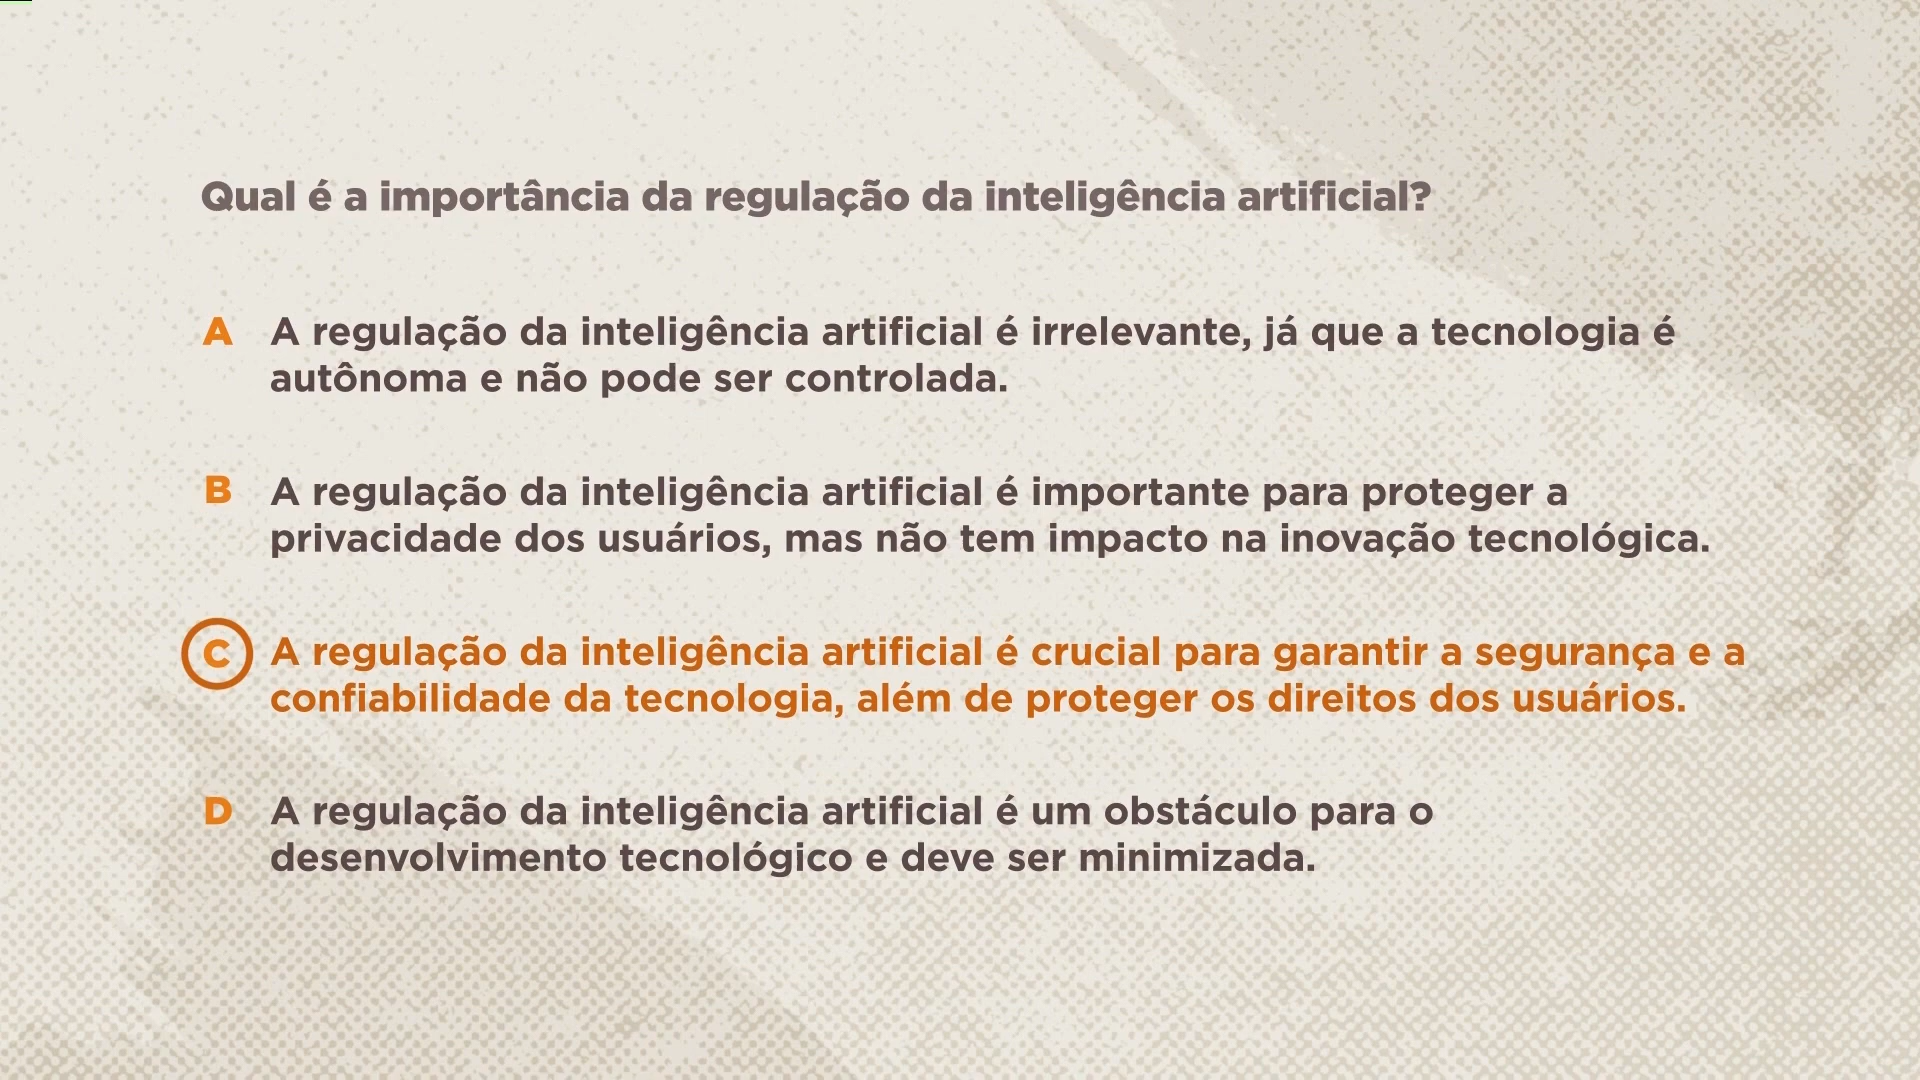 Qual é a importância da regulação da inteligência artificial?
A A regulação da inteligência artificial é irrelevante, já que a tecnologia é
autônoma e não pode ser controlada.
B A regulação da inteligência artificial é importante para proteger a
privacidade dos usuários, mas não tem impacto na inovação tecnológica.
C A regulação da inteligência artificial é crucial para garantir a segurança e a
confiabilidade da tecnologia, além de proteger os direitos dos usuários.
D A regulação da inteligência artificial é um obstáculo para o
desenvolvimento tecnológico e deve ser minimizada.